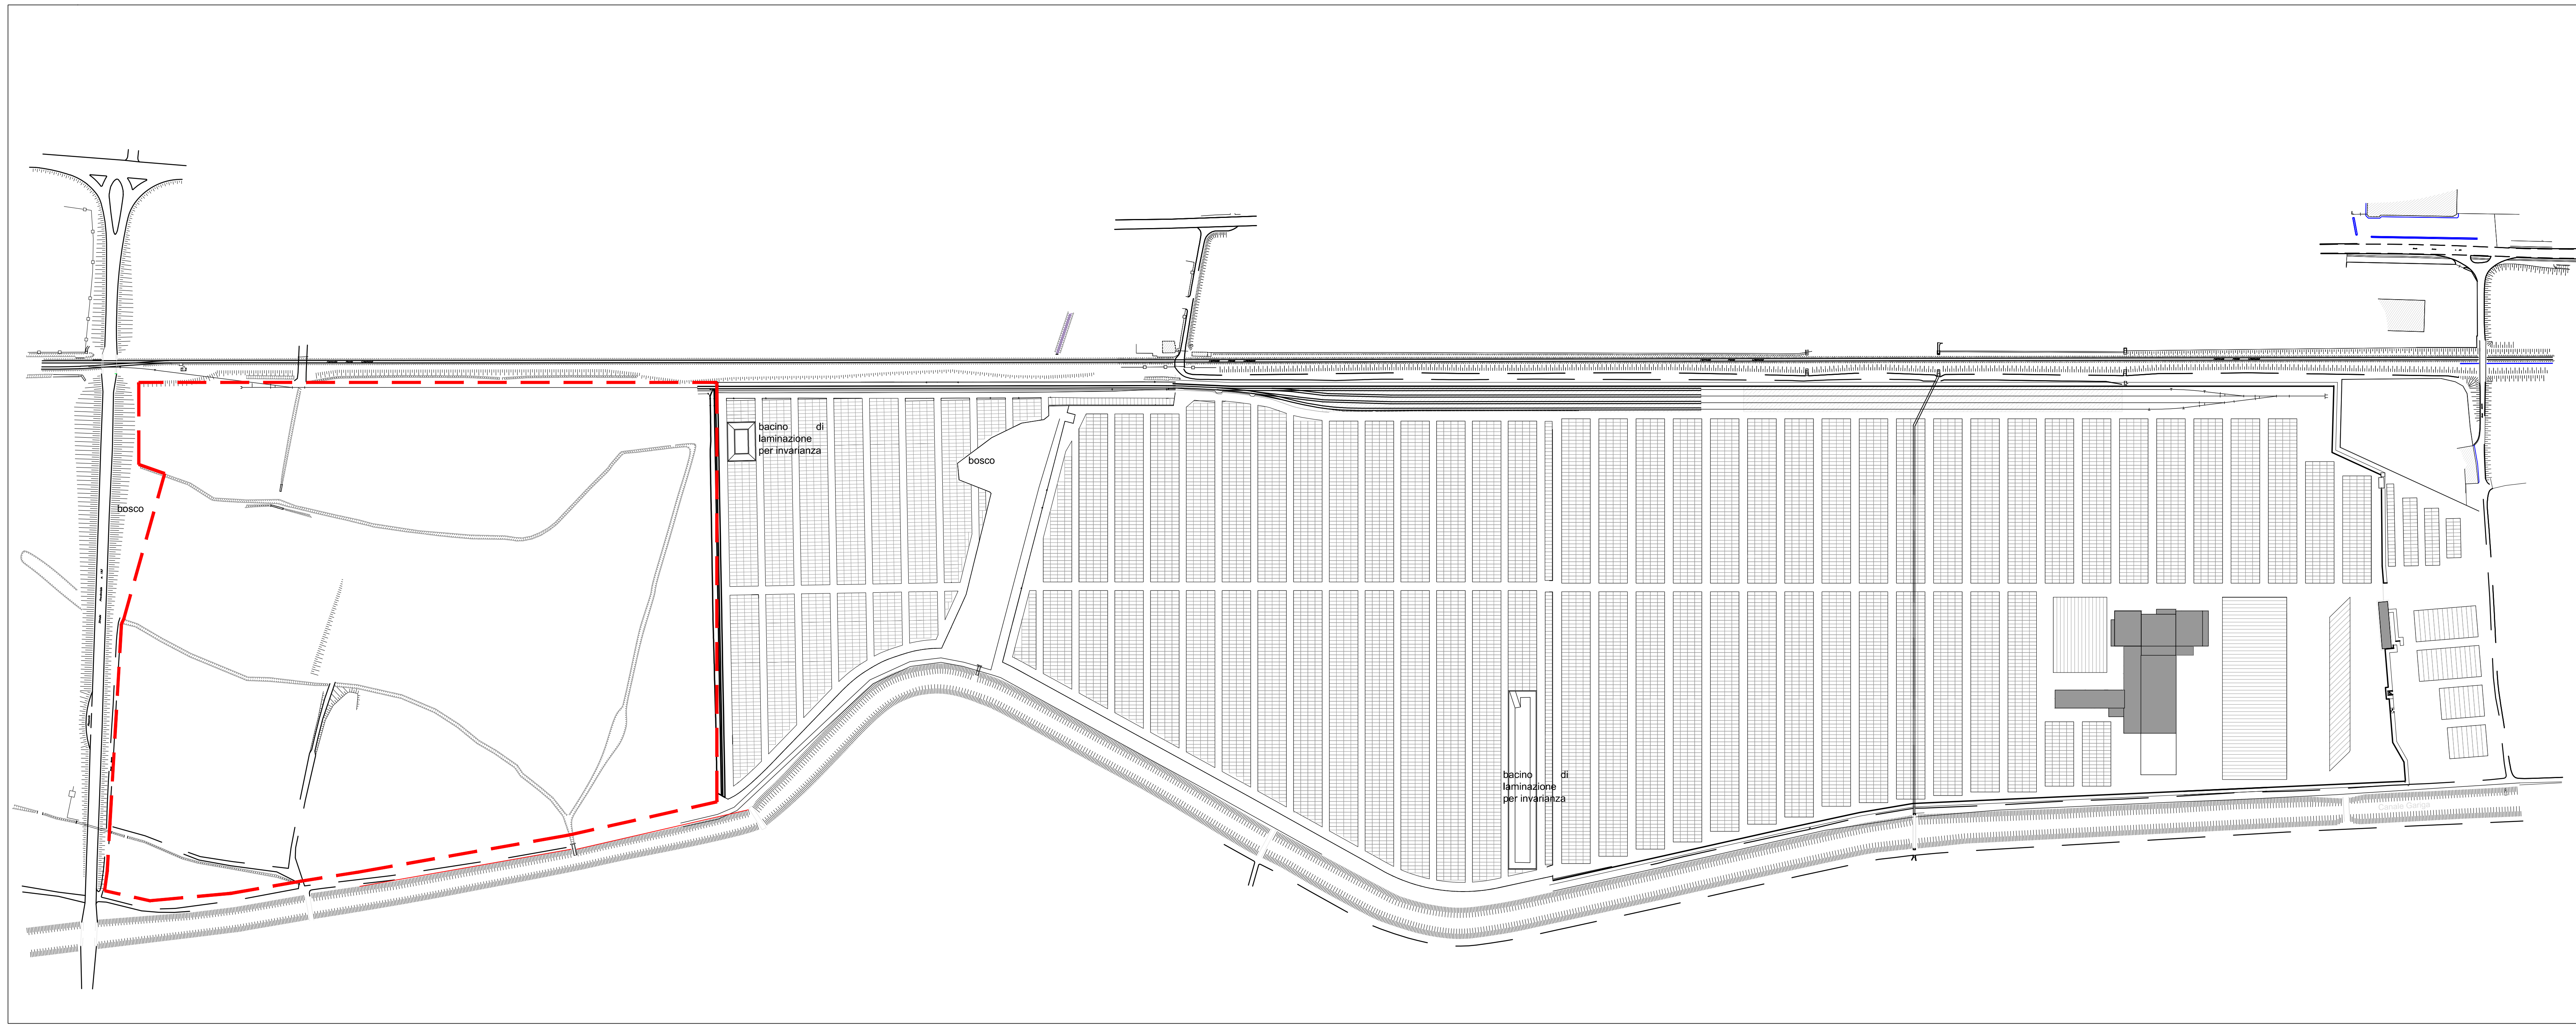 bacino di
laminazione
per invarianza
bosco
bosco
bacino di
laminazione
per invarianza